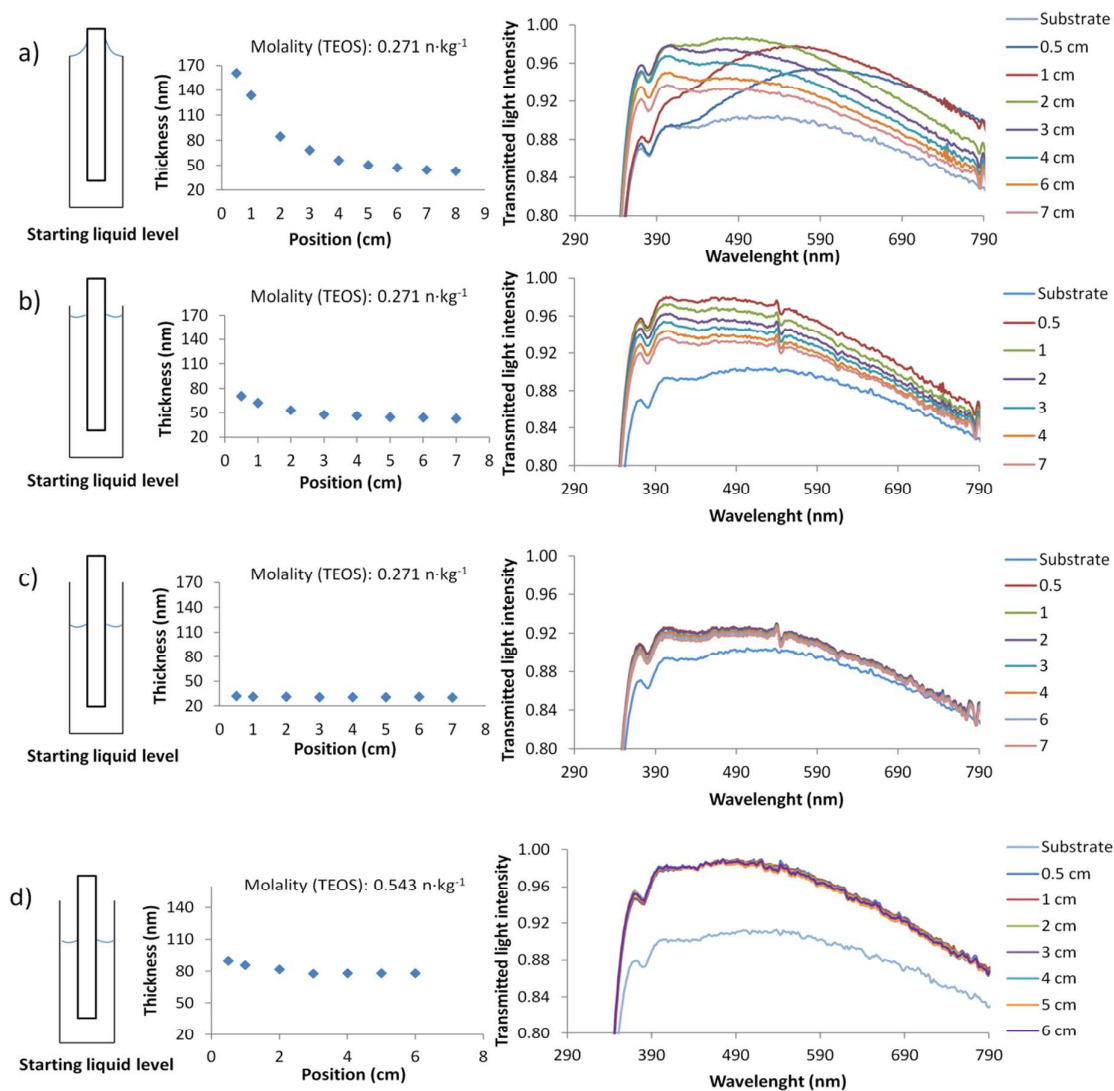 a)
Starting liquid level
Molality (TEOS): 0.271 n·kg⁻¹
Thickness (nm)
170
140
110
80
50
20
0 1 2 3 4 5 6 7 8 9
Position (cm)
Transmitted light Intensity
1.00
0.96
0.92
0.88
0.84
0.80
290 390 490 590 690 790
Wavelenght (nm)
Substrate
0.5 cm
1 cm
2 cm
3 cm
4 cm
6 cm
7 cm
b)
Starting liquid level
Molality (TEOS): 0.271 n·kg⁻¹
Thickness (nm)
170
140
110
80
50
20
0 1 2 3 4 5 6 7 8
Position (cm)
Transmitted light intensity
1.00
0.96
0.92
0.88
0.84
0.80
290 390 490 590 690 790
Wavelenght (nm)
Substrate
0.5
1
2
3
4
7
c)
Starting liquid level
Molality (TEOS): 0.271 n·kg⁻¹
Thickness (nm)
170
140
110
80
50
20
0 1 2 3 4 5 6 7 8
Position (cm)
Transmitted light intensity
1.00
0.96
0.92
0.88
0.84
0.80
290 390 490 590 690 790
Wavelenght (nm)
Substrate
0.5
1
2
3
4
6
7
d)
Starting liquid level
Molality (TEOS): 0.543 n·kg⁻¹
Thickness (nm)
140
110
80
50
20
0 2 4 6 8
Position (cm)
Transmitted light intensity
1.00
0.96
0.92
0.88
0.84
0.80
290 390 490 590 690 790
Wavelenght (nm)
Substrate
0.5 cm
1 cm
2 cm
3 cm
4 cm
5 cm
6 cm